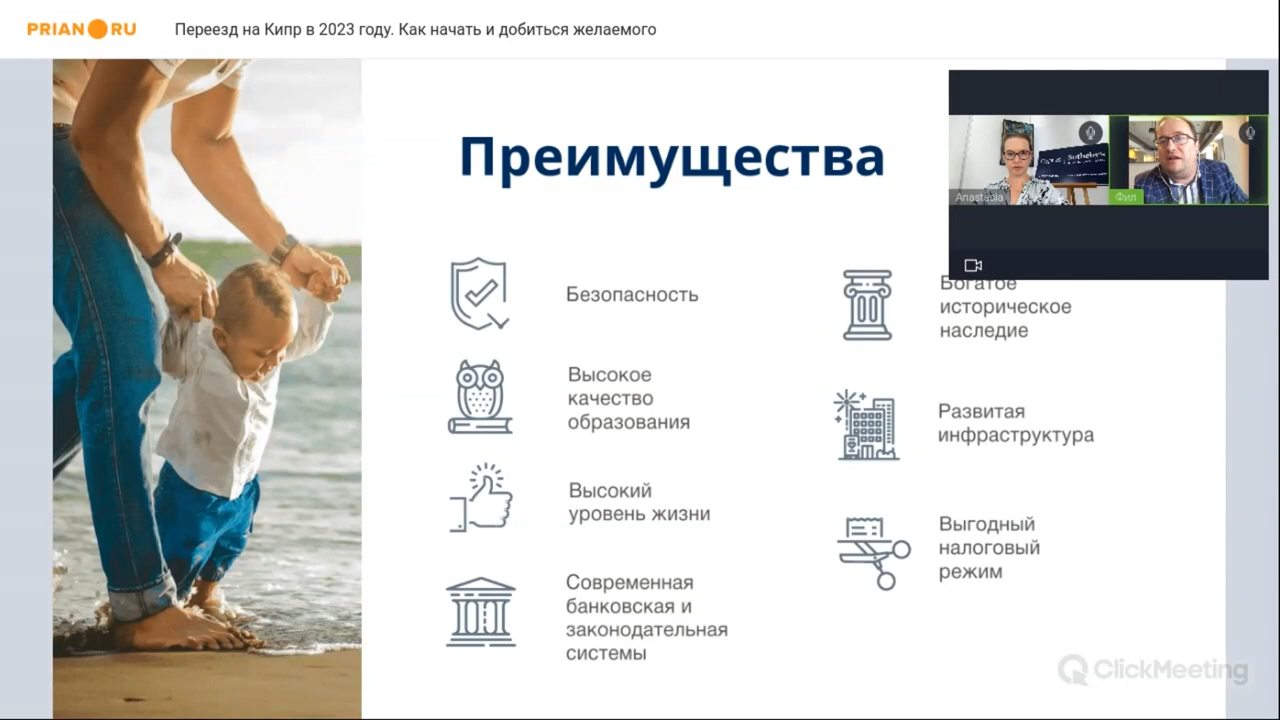 PRIAN RU
Переезд на Кипр в 2023 году. Как начать и добиться желаемого
Преимущества
Безопасность
Высокое
качество
образования
Высокий
уровень жизни
Современная
банковская и
законодательная
системы
Богатое
историческое
наследие
Развитая
инфраструктура
Выгодный
налоговый
режим
Sotheby's
Anastasia
Фил
ClickMeeting